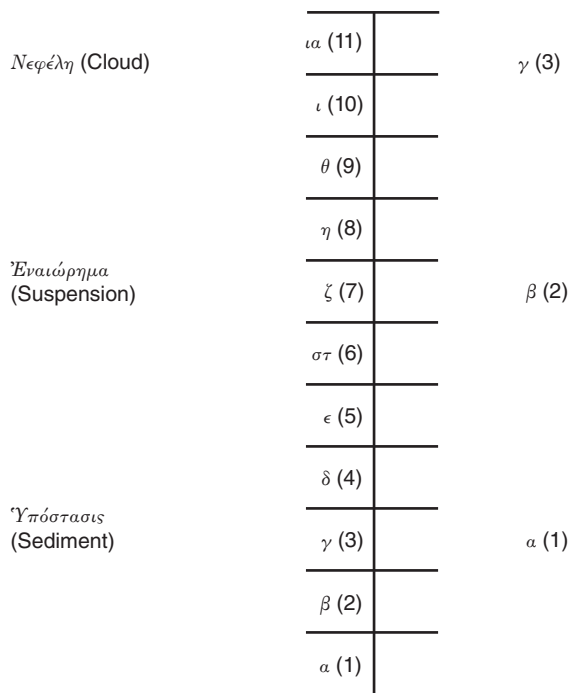 ια (11)
Νεφέλη (Cloud) γ (3)
ι (10)
θ (9)
η (8)
Ἐναιώρημα
(Suspension) ζ (7) β (2)
στ (6)
ϵ (5)
δ (4)
Ὑπόστασις
(Sediment) γ (3) α (1)
β (2)
α (1)